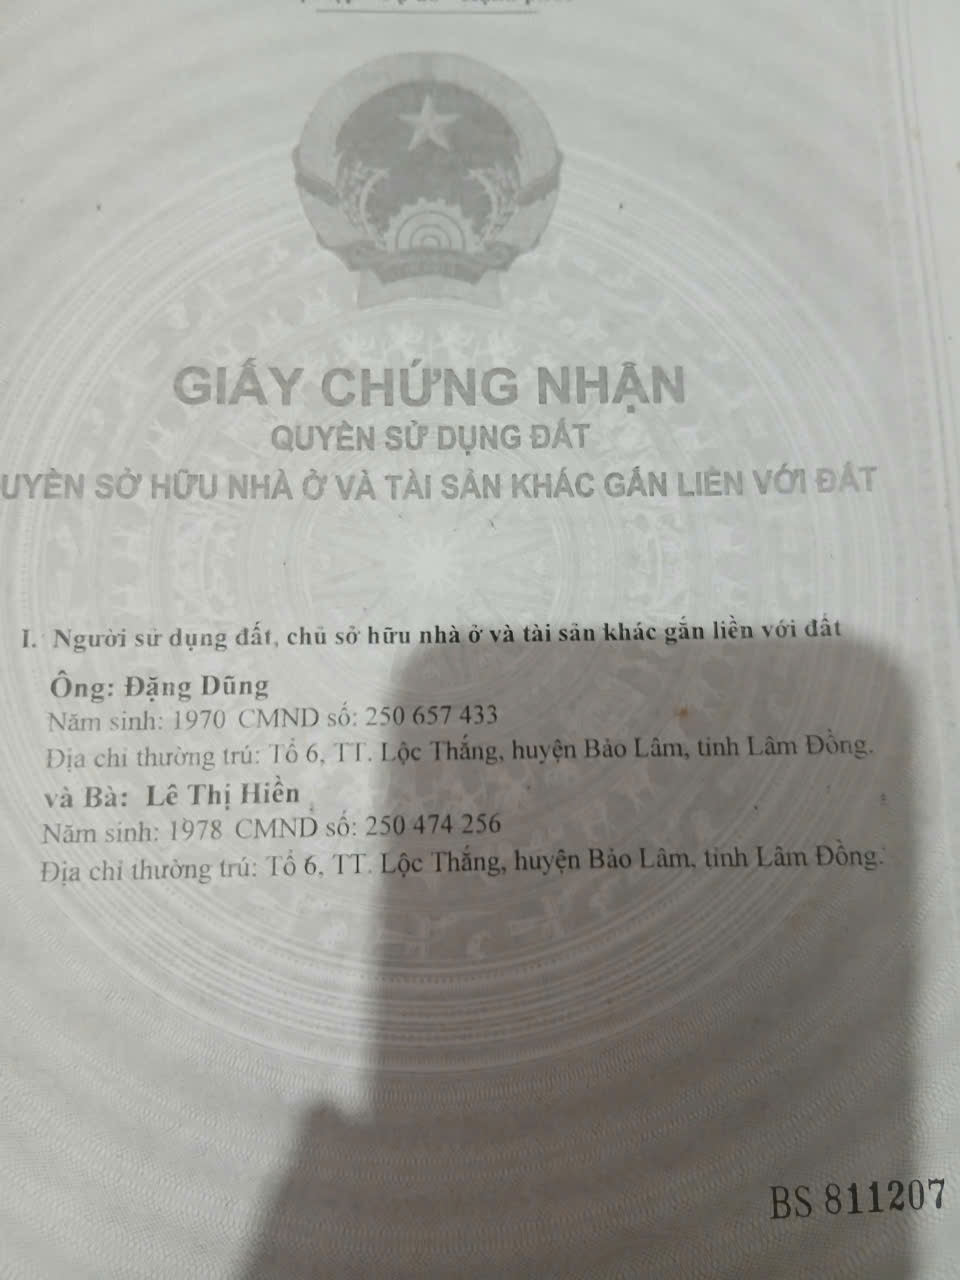 GIẤY CHỨNG NHẬN
QUYỀN SỬ DỤNG ĐẤT
UYỀN SỞ HỮU NHÀ Ở VÀ TÀI SẢN KHÁC GẮN LIỀN VỚI ĐẤT
I. Người sử dụng đất, chủ sở hữu nhà ở và tài sản khác gắn liền với đất
Ông: Đặng Dũng
Năm sinh: 1970 CMND số: 250 657 433
Địa chỉ thường trú: Tổ 6, TT. Lộc Thắng, huyện Bảo Lâm, tỉnh Lâm Đồng.
và Bà: Lê Thị Hiền
Năm sinh: 1978 CMND số: 250 474 256
Địa chỉ thường trú: Tổ 6, TT. Lộc Thắng, huyện Bảo Lâm, tỉnh Lâm Đồng.
BS 811207